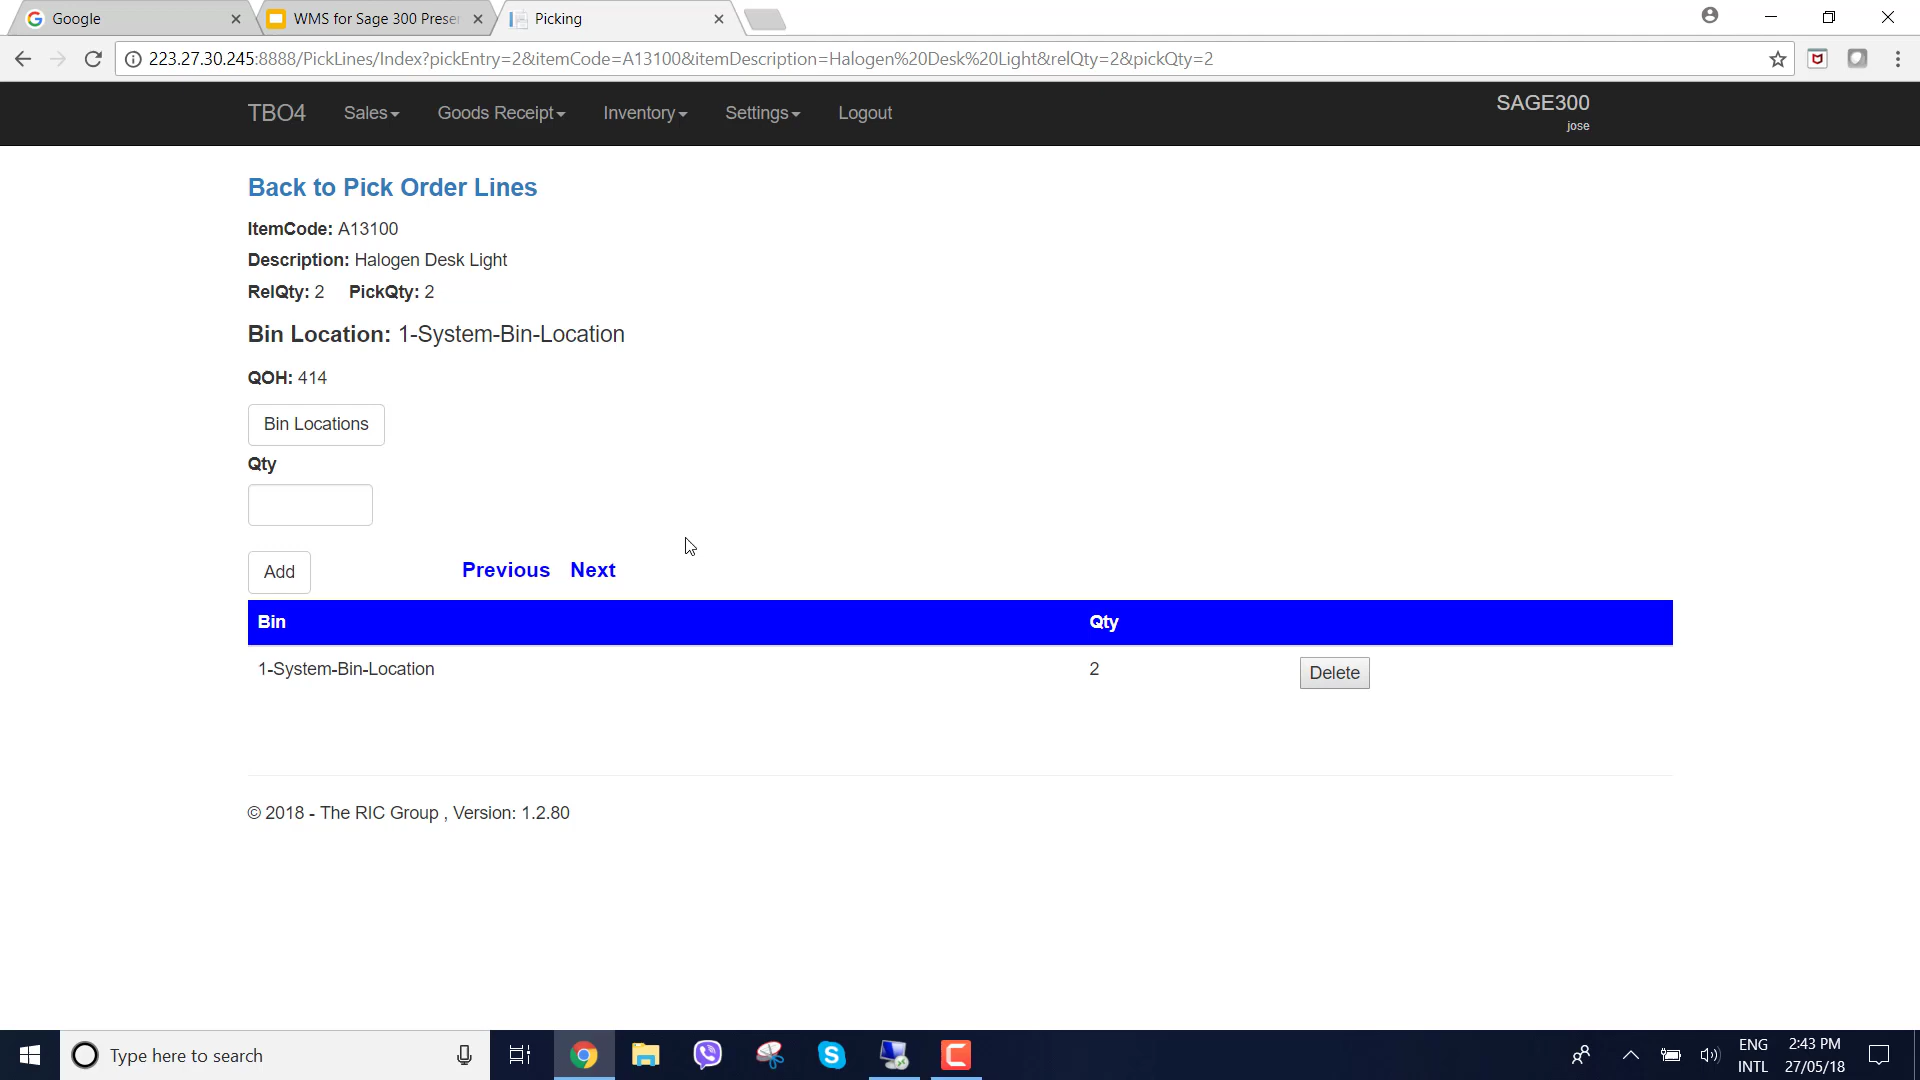 Google
WMS for Sage 300 Prese
Picking
223.27.30.245:8888/PickLines/Index?pickEntry=2&itemCode=A13100&itemDescription=Halogen%20Desk%20Light&relQty=2&pickQty=2
TBO4 Sales Goods Receipt Inventory Settings Logout
SAGE300
jose
Back to Pick Order Lines
ItemCode: A13100
Description: Halogen Desk Light
RelQty: 2 PickQty: 2
Bin Location: 1-System-Bin-Location
QOH: 414
Bin Locations
Qty
Add Previous Next
Bin Qty
1-System-Bin-Location 2 Delete
© 2018 - The RIC Group , Version: 1.2.80
Type here to search
ENG
INTL
2:43 PM
27/05/18